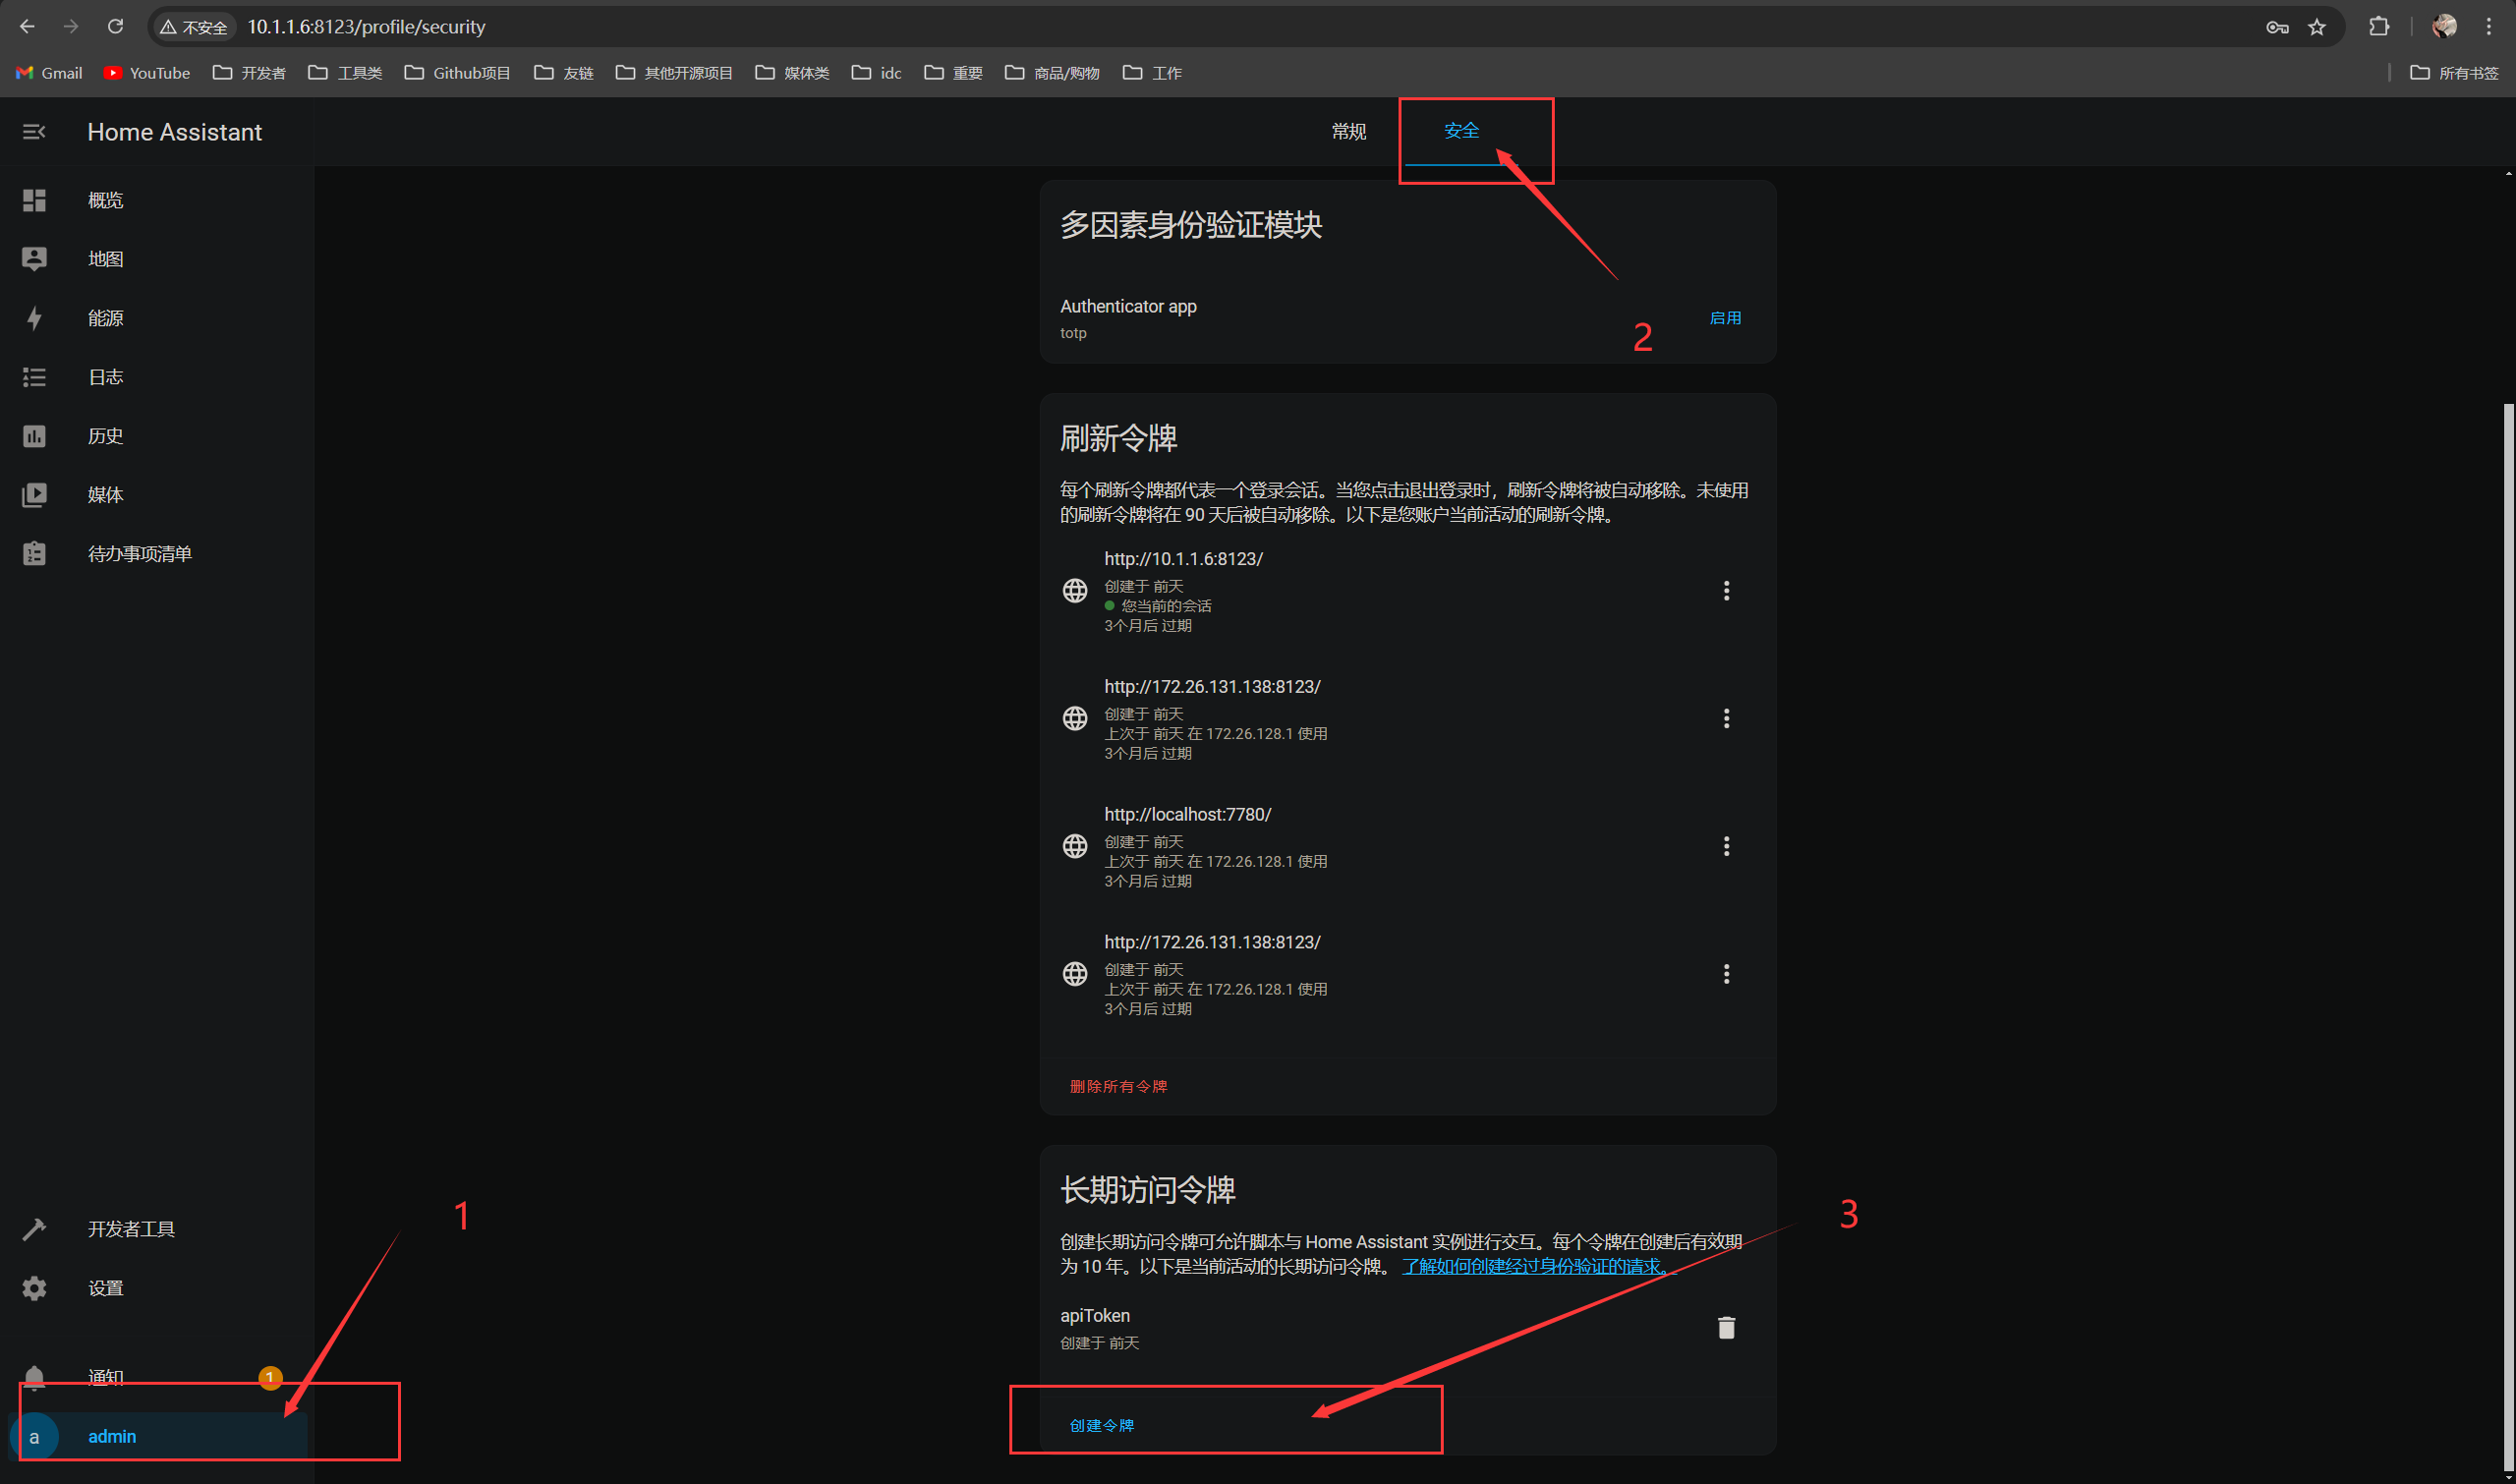 不安全
10.1.1.6:8123/profile/security
Gmail
YouTube
开发者
工具类
Github项目
友链
其他开源项目
媒体类
idc
重要
商品/购物
工作
所有书签
Home Assistant
常规
安全
概览
地图
能源
日志
历史
媒体
待办事项清单
开发者工具
设置
通知
1
a
admin
1
多因素身份验证模块
Authenticator app
totp
启用
2
刷新令牌
每个刷新令牌都代表一个登录会话。当您点击退出登录时，刷新令牌将被自动移除。未使用
的刷新令牌将在 90 天后被自动移除。以下是您账户当前活动的刷新令牌。
http://10.1.1.6:8123/
创建于 前天
您当前的会话
3个月后 过期
http://172.26.131.138:8123/
创建于 前天
上次于 前天 在 172.26.128.1 使用
3个月后 过期
http://localhost:7780/
创建于 前天
上次于 前天 在 172.26.128.1 使用
3个月后 过期
http://172.26.131.138:8123/
创建于 前天
上次于 前天 在 172.26.128.1 使用
3个月后 过期
删除所有令牌
长期访问令牌
创建长期访问令牌可允许脚本与 Home Assistant 实例进行交互。每个令牌在创建后有效期
为 10 年。以下是当前活动的长期访问令牌。 了解如何创建经过身份验证的请求。
3
apiToken
创建于 前天
创建令牌